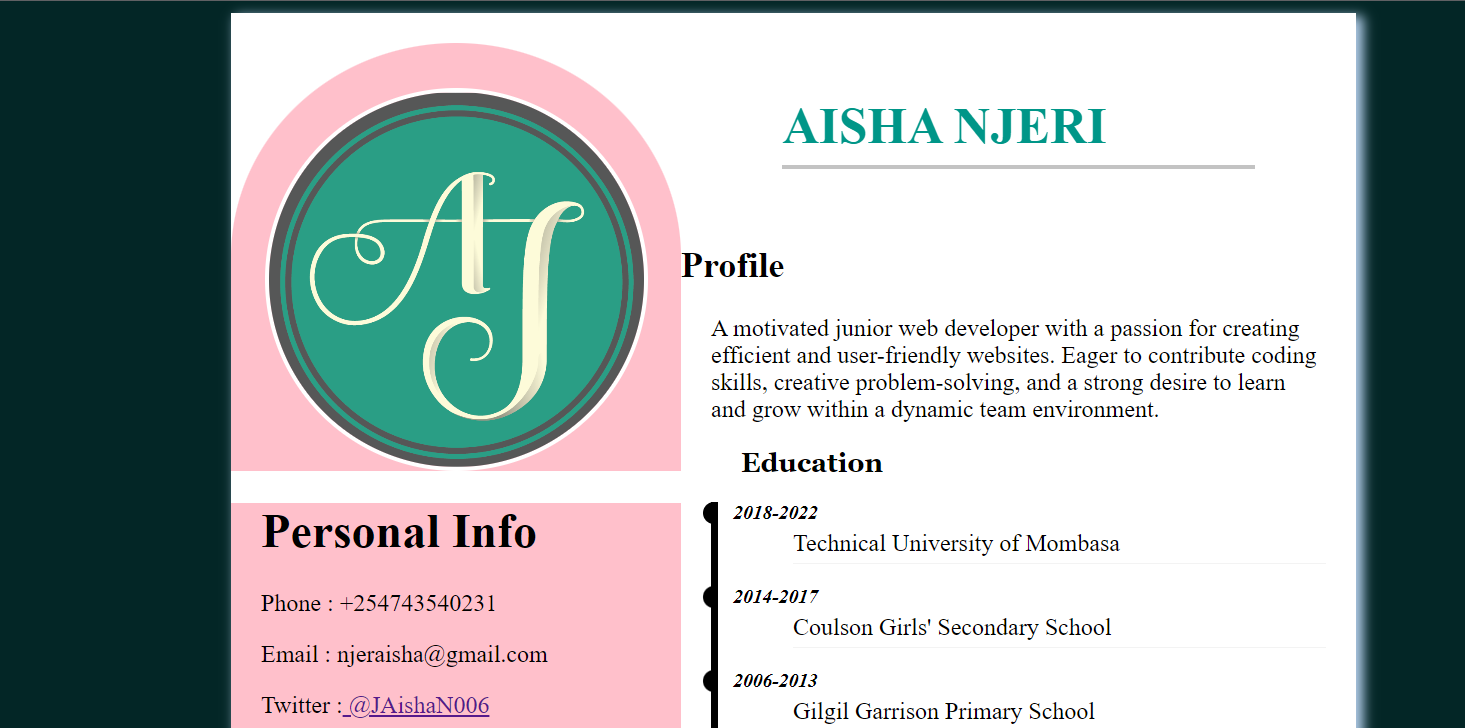 AJ
AISHA NJERI
Profile
A motivated junior web developer with a passion for creating
efficient and user-friendly websites. Eager to contribute coding
skills, creative problem-solving, and a strong desire to learn
and grow within a dynamic team environment.
Education
2018-2022
Technical University of Mombasa
2014-2017
Coulson Girls' Secondary School
2006-2013
Gilgil Garrison Primary School
Personal Info
Phone : +254743540231
Email : njeraisha@gmail.com
Twitter : @JAishaN006